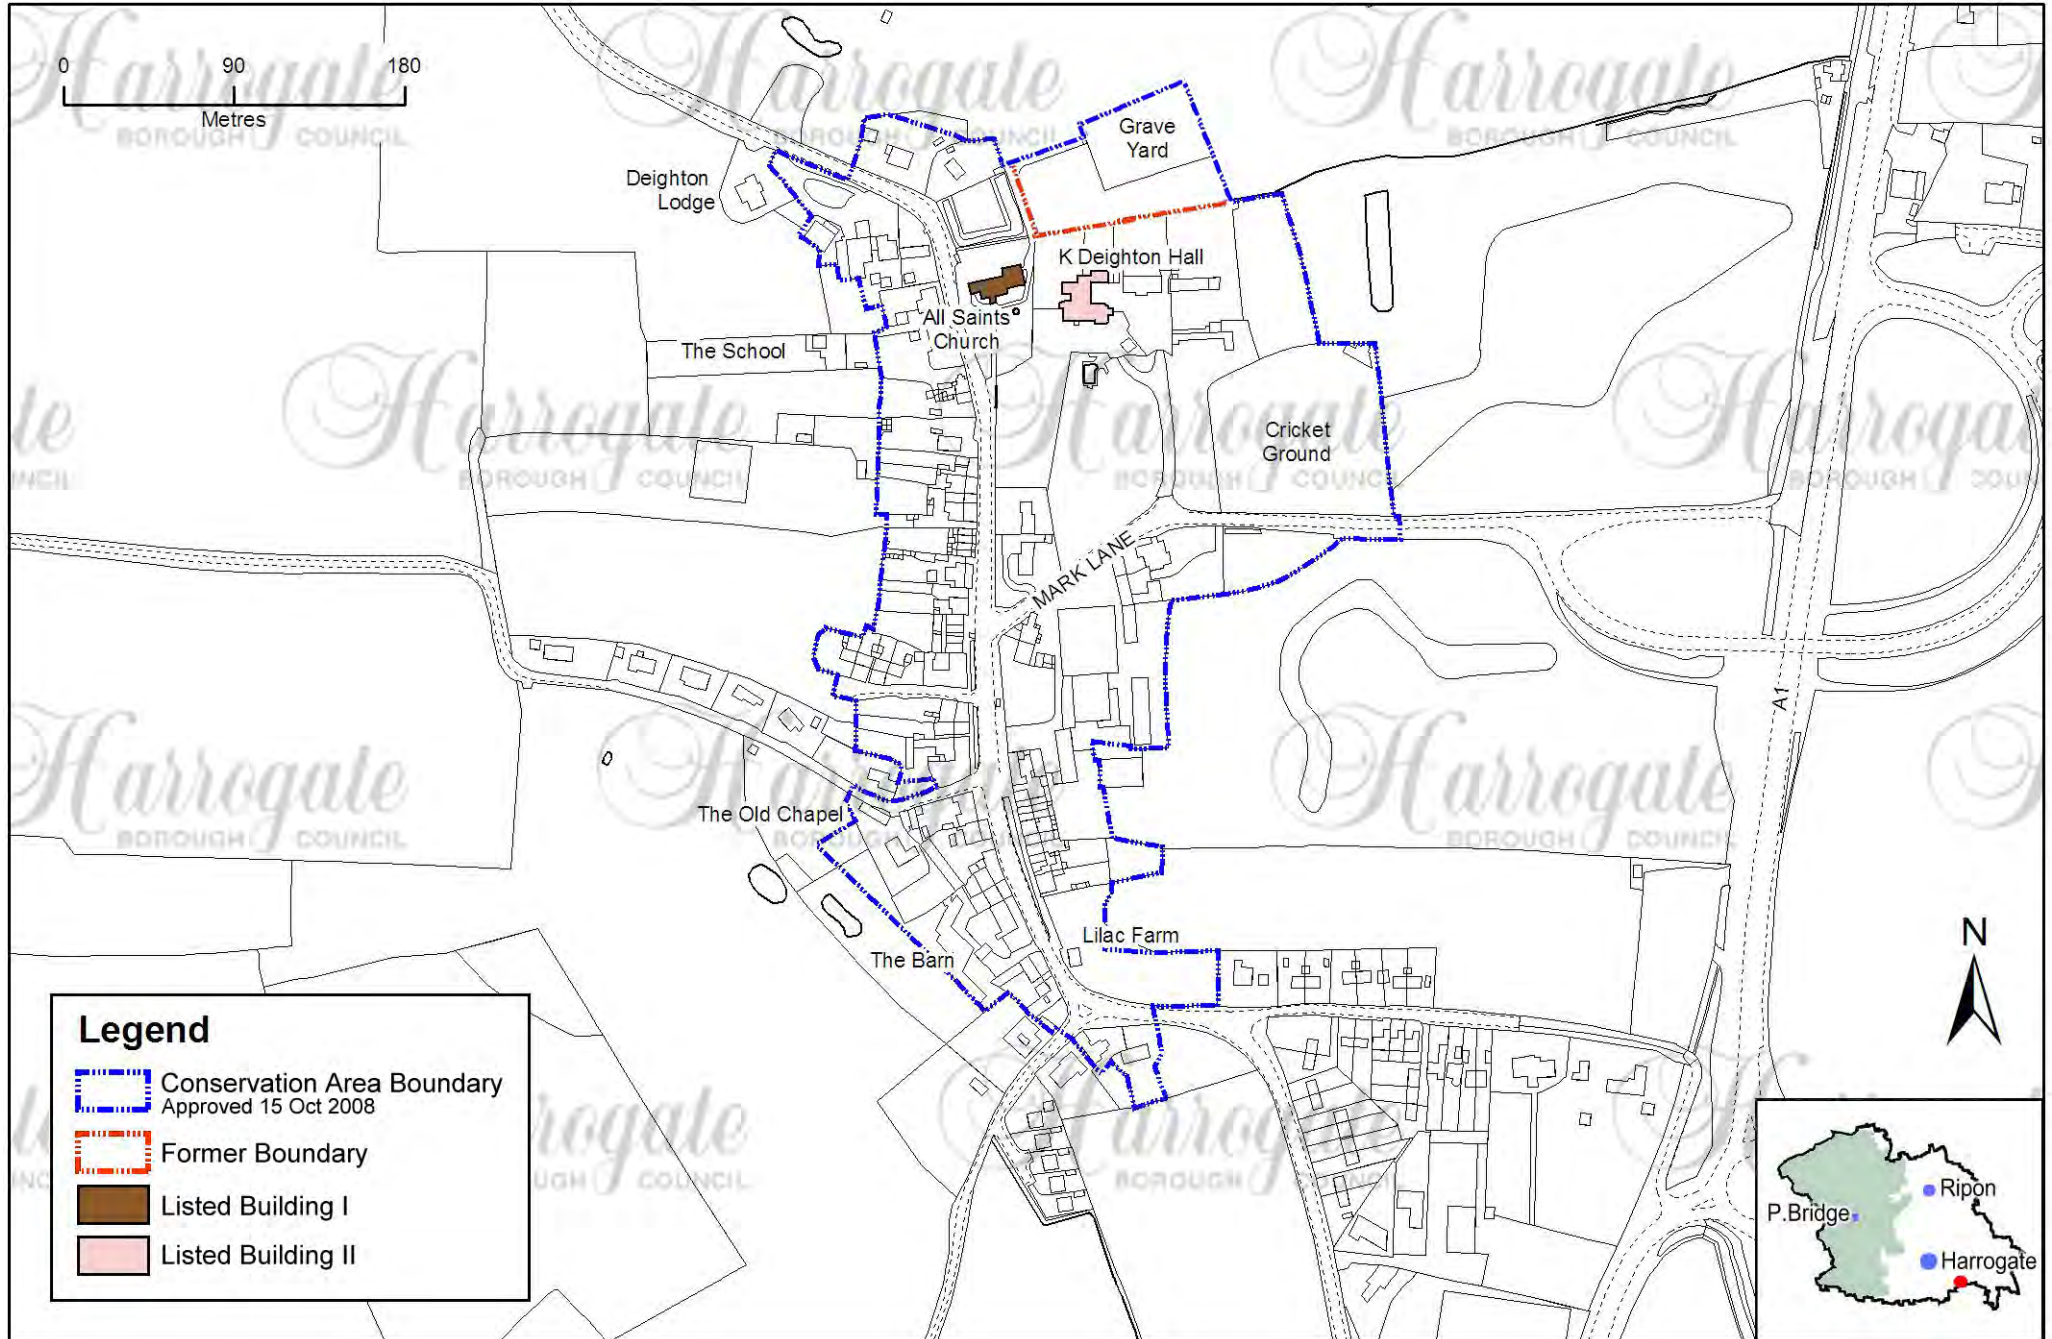 0 90 180
Metres
Grave
Yard
Deighton
Lodge
K Deighton Hall
All Saints
Church
The School
Cricket
Ground
MARK LANE
A1
The Old Chapel
Lilac Farm
The Barn
N
Legend
Conservation Area Boundary
Approved 15 Oct 2008
Former Boundary
Listed Building I
Listed Building II
Ripon
P.Bridge
Harrogate
Harrogate
BOROUGH COUNCIL